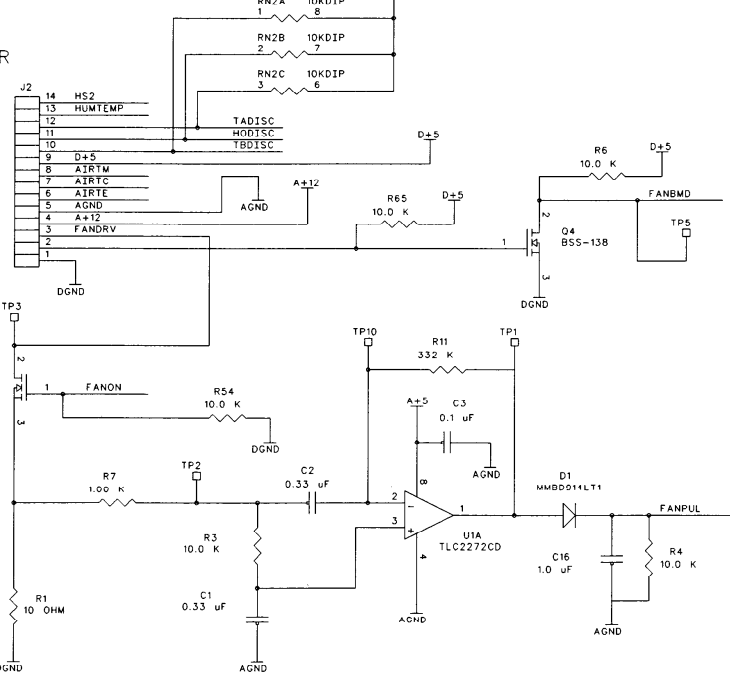 RN2A 10KDIP
1 8
RN2B 10KDIP
2 7
R
RN2C 10KDIP
3 6
J2
14 HS2
13 HUMTEMP
12 TADISC
11 HODISC
10 TBDISC
9 D+5
8 AIRTM
7 AIRTC
6 AIRTE
5 AGND
4 A+12
3 FANDRV
2
1
DGND
AGND
A+12
D+5
R65
10.0 K
D+5
R6
10.0 K
D+5
FANBMD
2
1
Q4
BSS-138
3
TP5
DGND
TP3
2
1 FANON
3
R54
10.0 K
DGND
TP10
R11
332 K
TP1
A+5
C3
0.1 uF
AGND
R7
1.00 K
TP2
C2
0.33 uF
8
2
-
3
+
1
U1A
TLC2272CD
4
AGND
D1
MMBD914LT1
FANPUL
R3
10.0 K
C1
0.33 uF
AGND
C16
1.0 uF
R4
10.0 K
AGND
R1
10 OHM